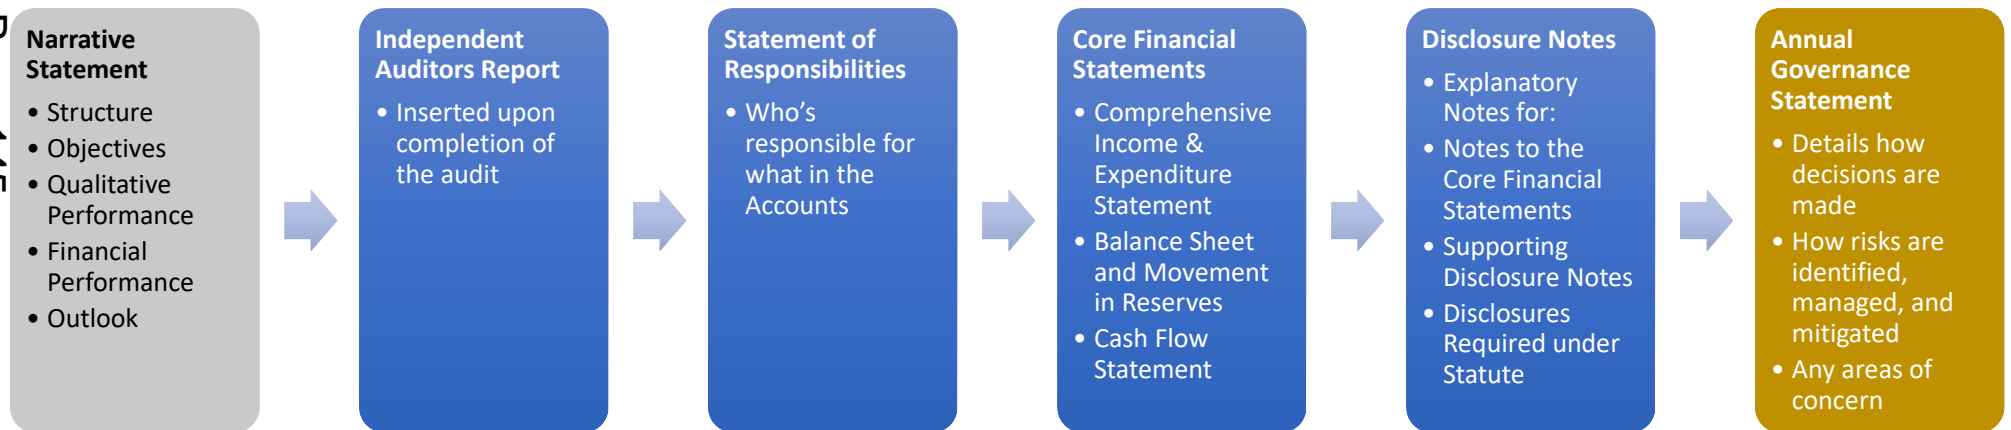 Narrative
Statement
• Structure
• Objectives
• Qualitative
Performance
• Financial
Performance
• Outlook
Independent
Auditors Report
• Inserted upon
completion of
the audit
Statement of
Responsibilities
• Who's
responsible for
what in the
Accounts
Core Financial
Statements
• Comprehensive
Income &
Expenditure
Statement
• Balance Sheet
and Movement
in Reserves
• Cash Flow
Statement
Disclosure Notes
• Explanatory
Notes for:
• Notes to the
Core Financial
Statements
• Supporting
Disclosure Notes
• Disclosures
Required under
Statute
Annual
Governance
Statement
• Details how
decisions are
made
• How risks are
identified,
managed, and
mitigated
• Any areas of
concern